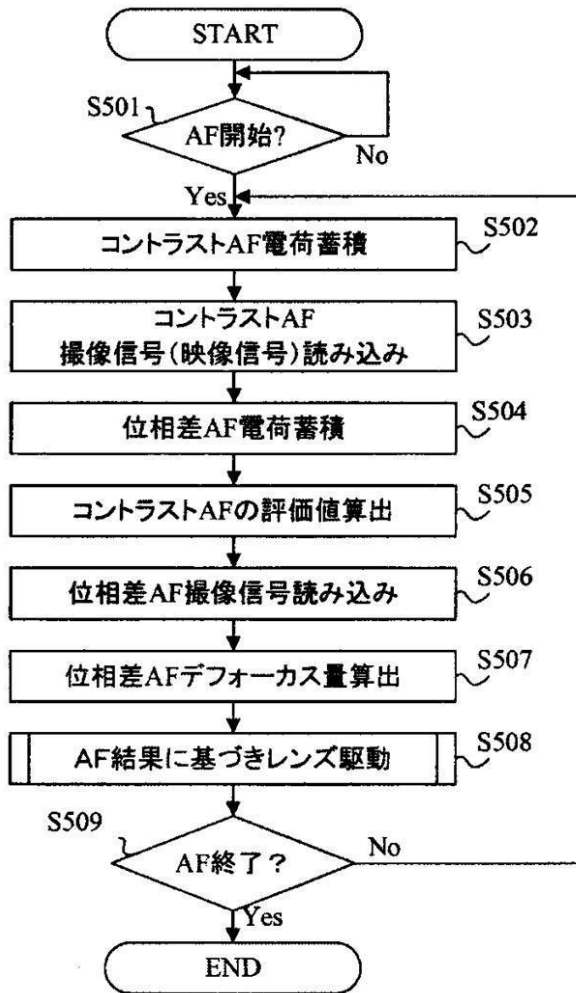 START
S501
AF開始?
No
Yes
コントラストAF電荷蓄積
S502
コントラストAF
撮像信号(映像信号)読み込み
S503
位相差AF電荷蓄積
S504
コントラストAFの評価値算出
S505
位相差AF撮像信号読み込み
S506
位相差AFデフォーカス量算出
S507
AF結果に基づきレンズ駆動
S508
S509
AF終了?
No
Yes
END